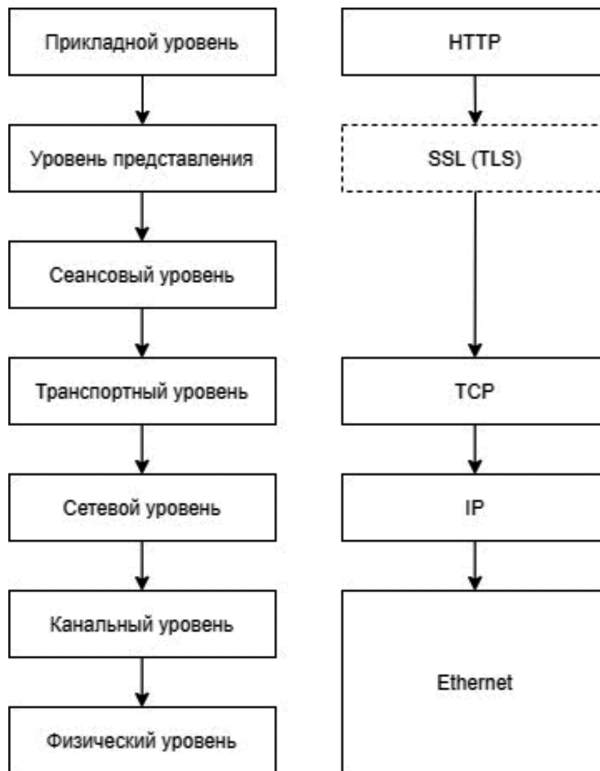 Прикладной уровень
HTTP
Уровень представления
SSL (TLS)
Сеансовый уровень
Транспортный уровень
TCP
Сетевой уровень
IP
Канальный уровень
Ethernet
Физический уровень